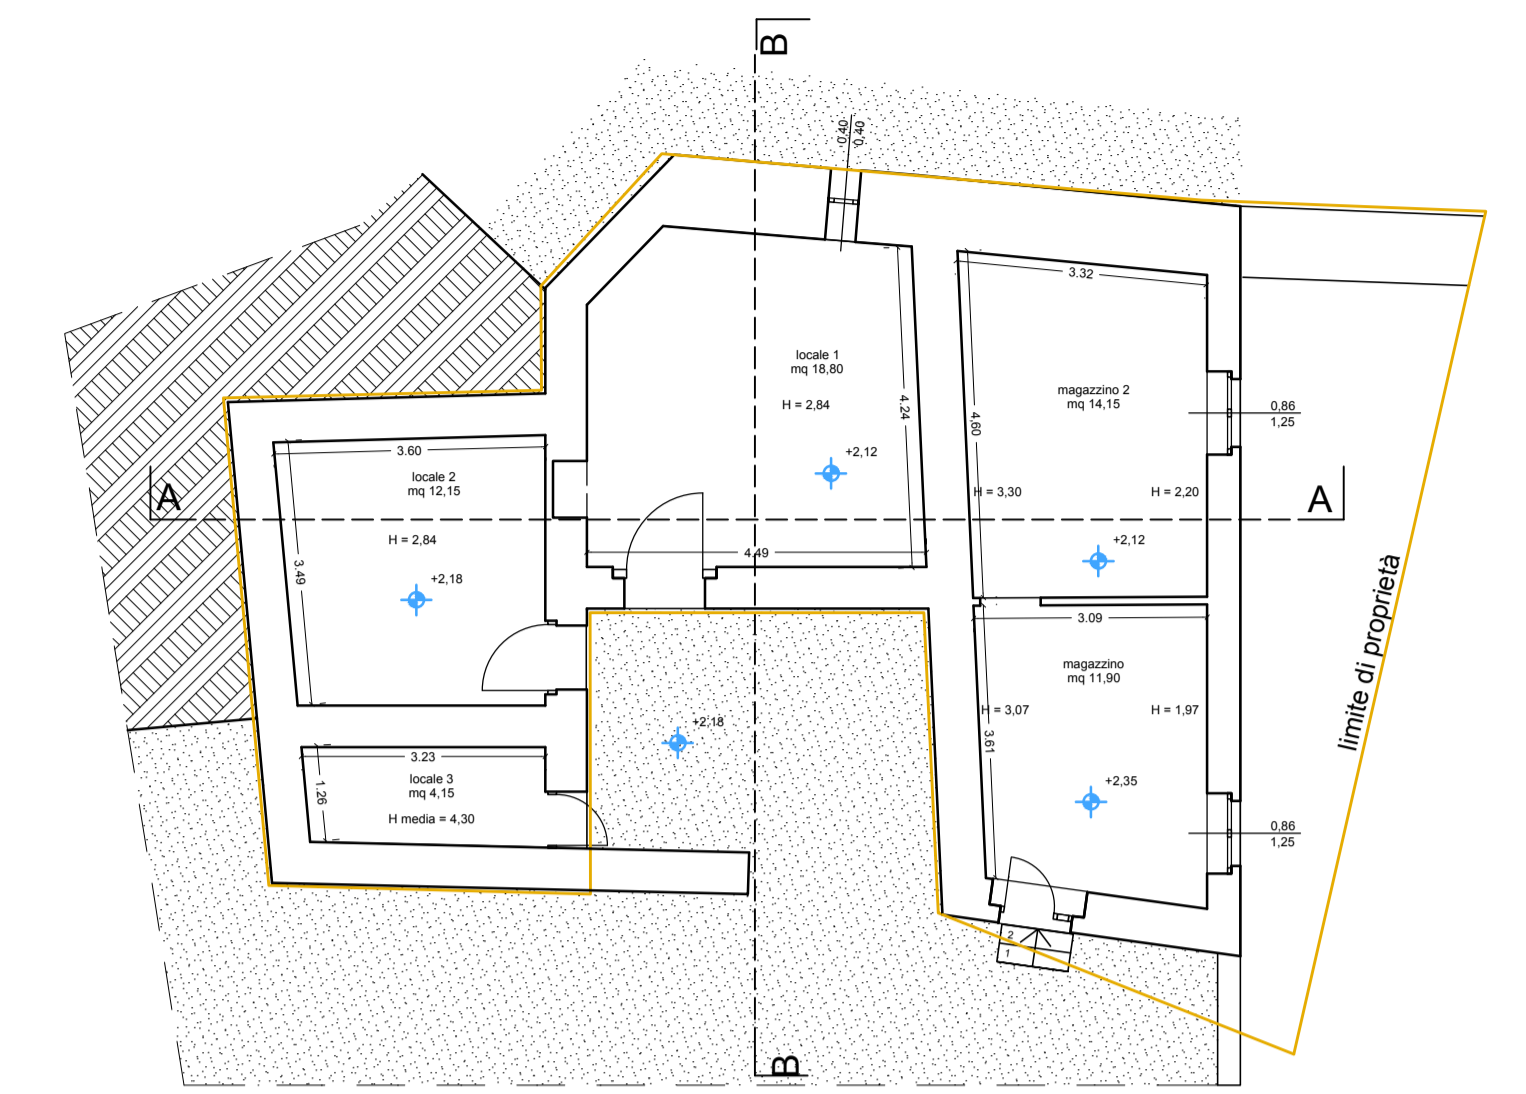 B
0,40
0,40
3.32
locale 1
mq 18,80
H = 2,84
4.24
+2,12
4.49
magazzino 2
mq 14,15
4,60
H = 3,30
H = 2,20
+2,12
0,86
1,25
A
A
3.60
locale 2
mq 12,15
H = 2,84
3.49
+2,18
3.09
magazzino
mq 11,90
H = 3,07
H = 1,97
3.61
+2,35
0,86
1,25
limite di proprietà
+2,18
3.23
locale 3
mq 4,15
1.26
H media = 4,30
2
1
B